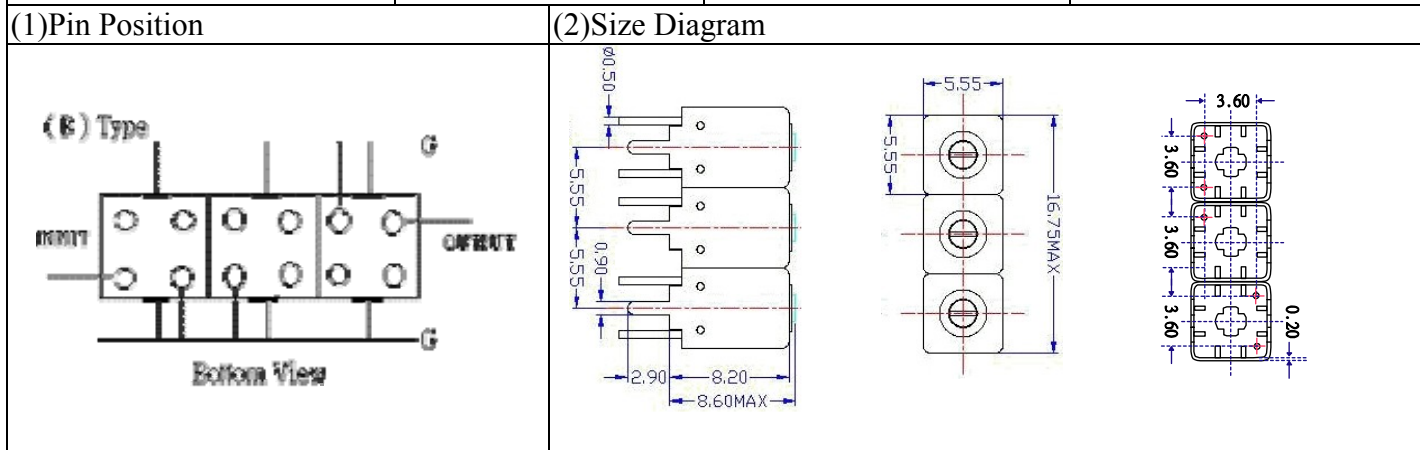 (1)Pin Position
(2)Size Diagram
(B) Type
G
INPUT
OUTPUT
G
Bottom View
ø0.50
5.55
5.55
0.90
2.90
8.20
8.60MAX
5.55
5.55
16.75MAX
3.60
3.60
3.60
3.60
0.20